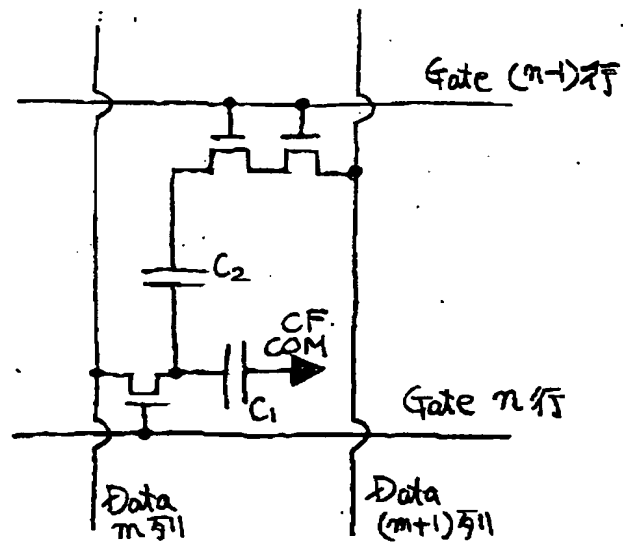 Gate (n-1)行
C2
CF
COM
C1
Gate n行
Data
m列
Data
(m+1)列